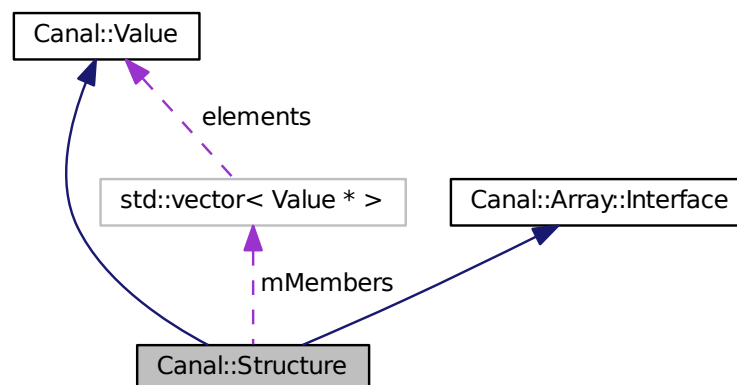 Canal::Value
elements
std::vector< Value * >
Canal::Array::Interface
mMembers
Canal::Structure